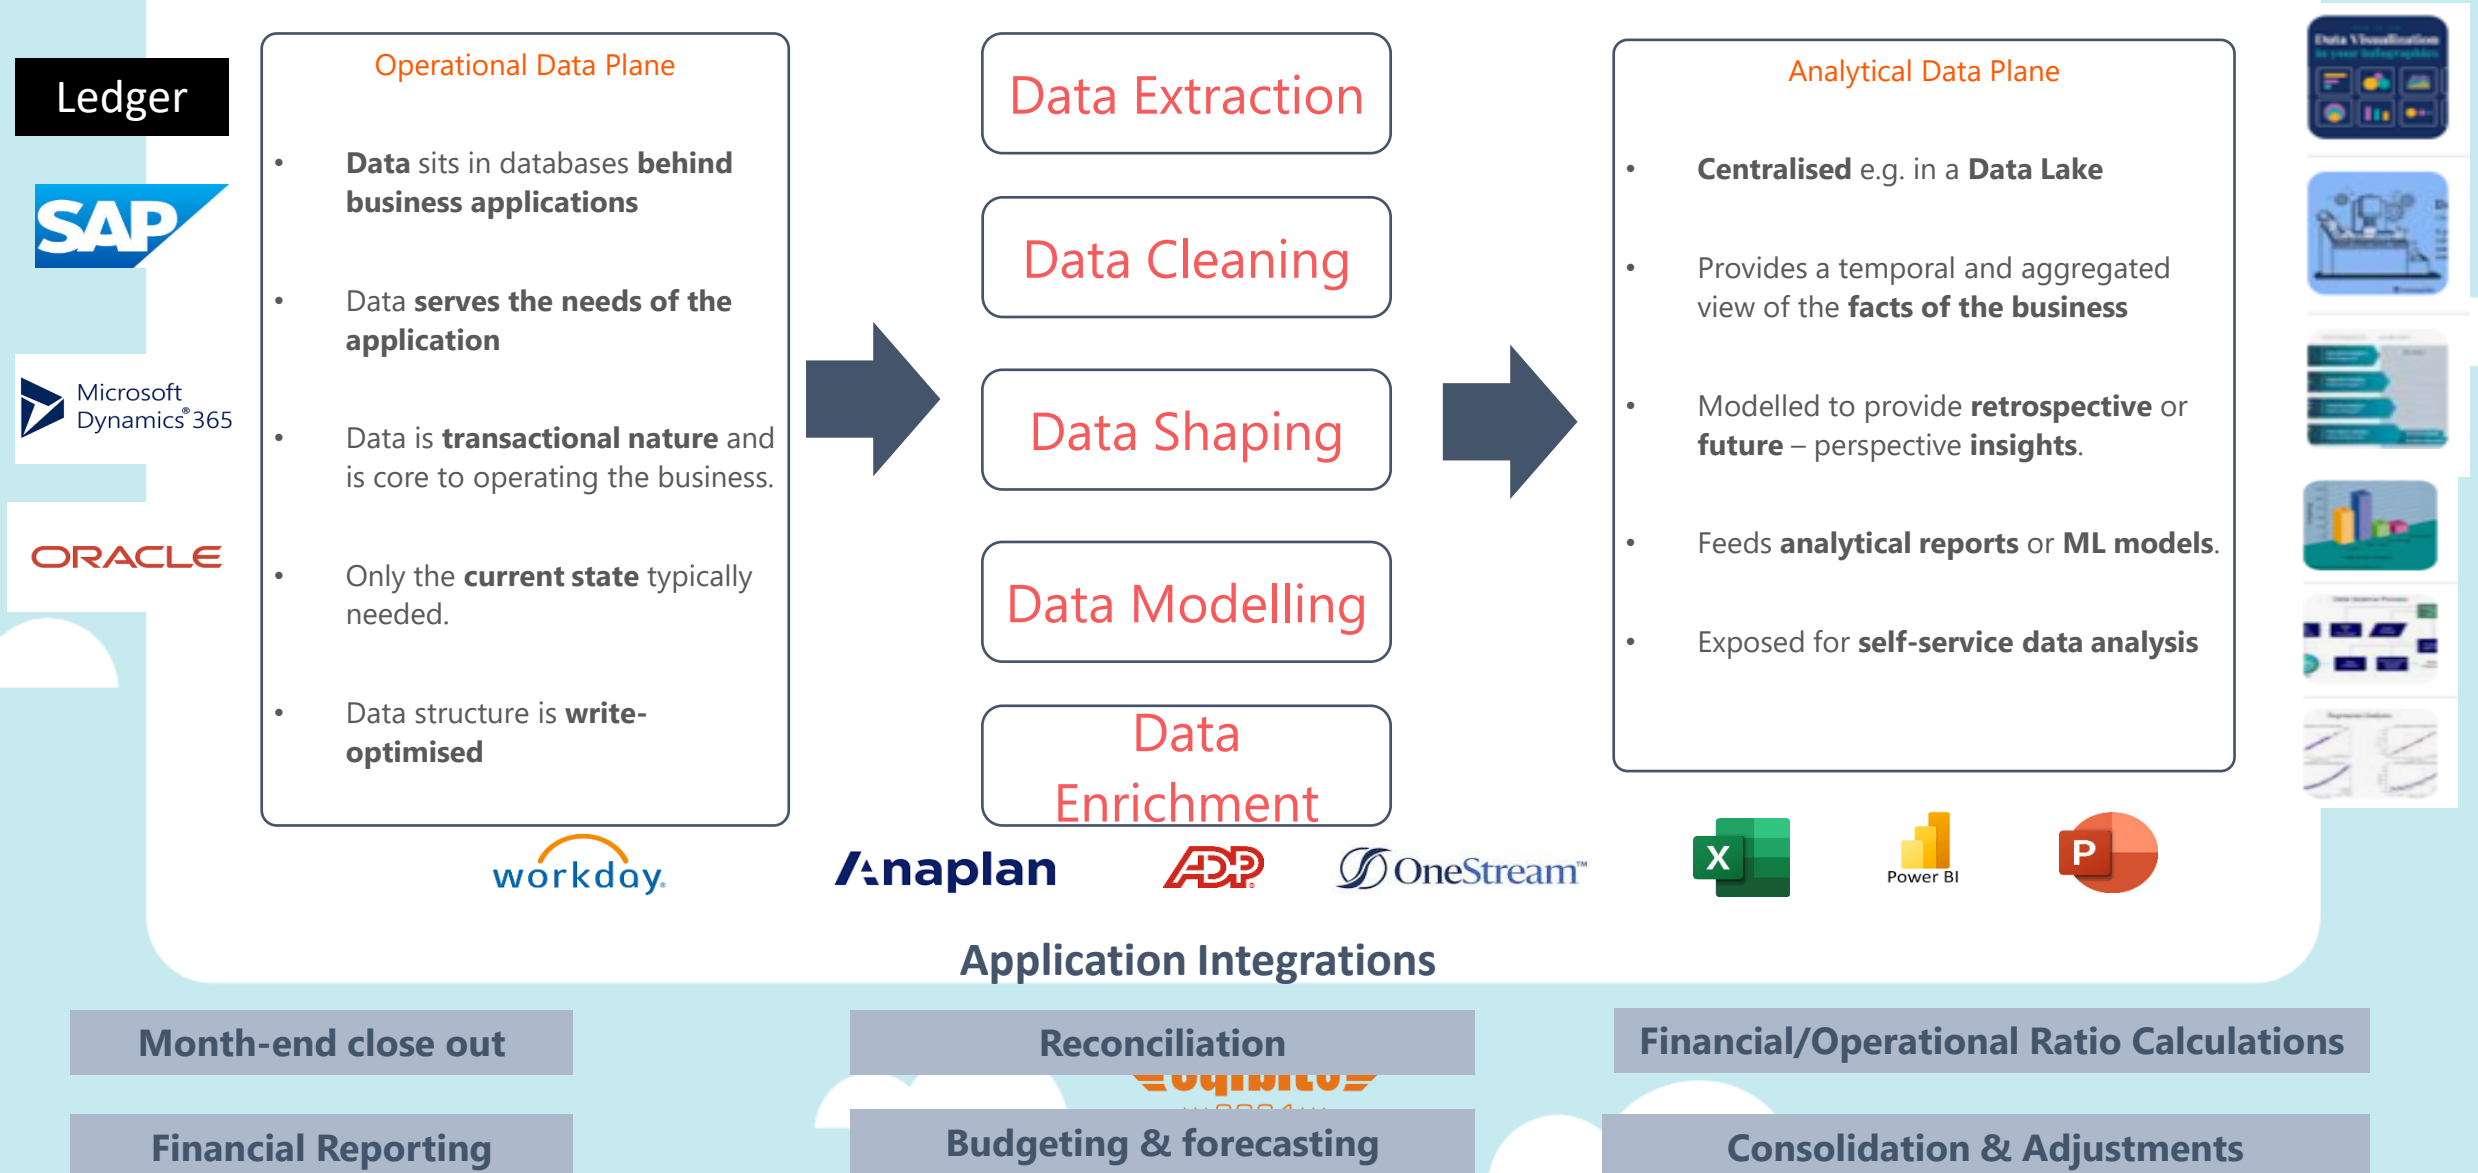 Ledger
SAP
Microsoft
Dynamics® 365
ORACLE
Operational Data Plane
• Data sits in databases behind
business applications
• Data serves the needs of the
application
• Data is transactional nature and
is core to operating the business.
• Only the current state typically
needed.
• Data structure is write-
optimised
Data Extraction
Data Cleaning
Data Shaping
Data Modelling
Data
Enrichment
Analytical Data Plane
• Centralised e.g. in a Data Lake
• Provides a temporal and aggregated
view of the facts of the business
• Modelled to provide retrospective or
future – perspective insights.
• Feeds analytical reports or ML models.
• Exposed for self-service data analysis
Data Visualization
in your Infographics
workday.
Anaplan
ADP
OneStream™
X
Power BI
P
Application Integrations
Month-end close out
Reconciliation
Financial/Operational Ratio Calculations
Financial Reporting
Budgeting & forecasting
Consolidation & Adjustments